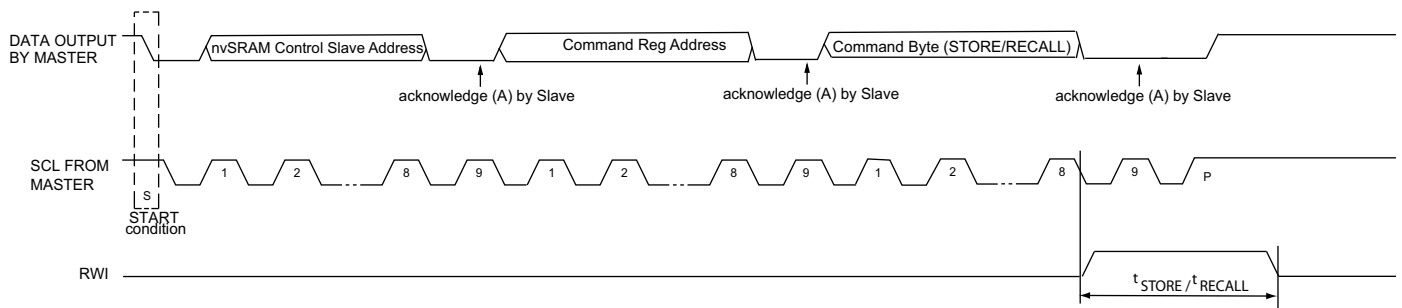 DATA OUTPUT
BY MASTER
nvSRAM Control Slave Address
Command Reg Address
Command Byte (STORE/RECALL)
acknowledge (A) by Slave
acknowledge (A) by Slave
acknowledge (A) by Slave
SCL FROM
MASTER
1 2 8 9 1 2 8 9 1 2 8 9 P
S
START
condition
RWI
t STORE / t RECALL